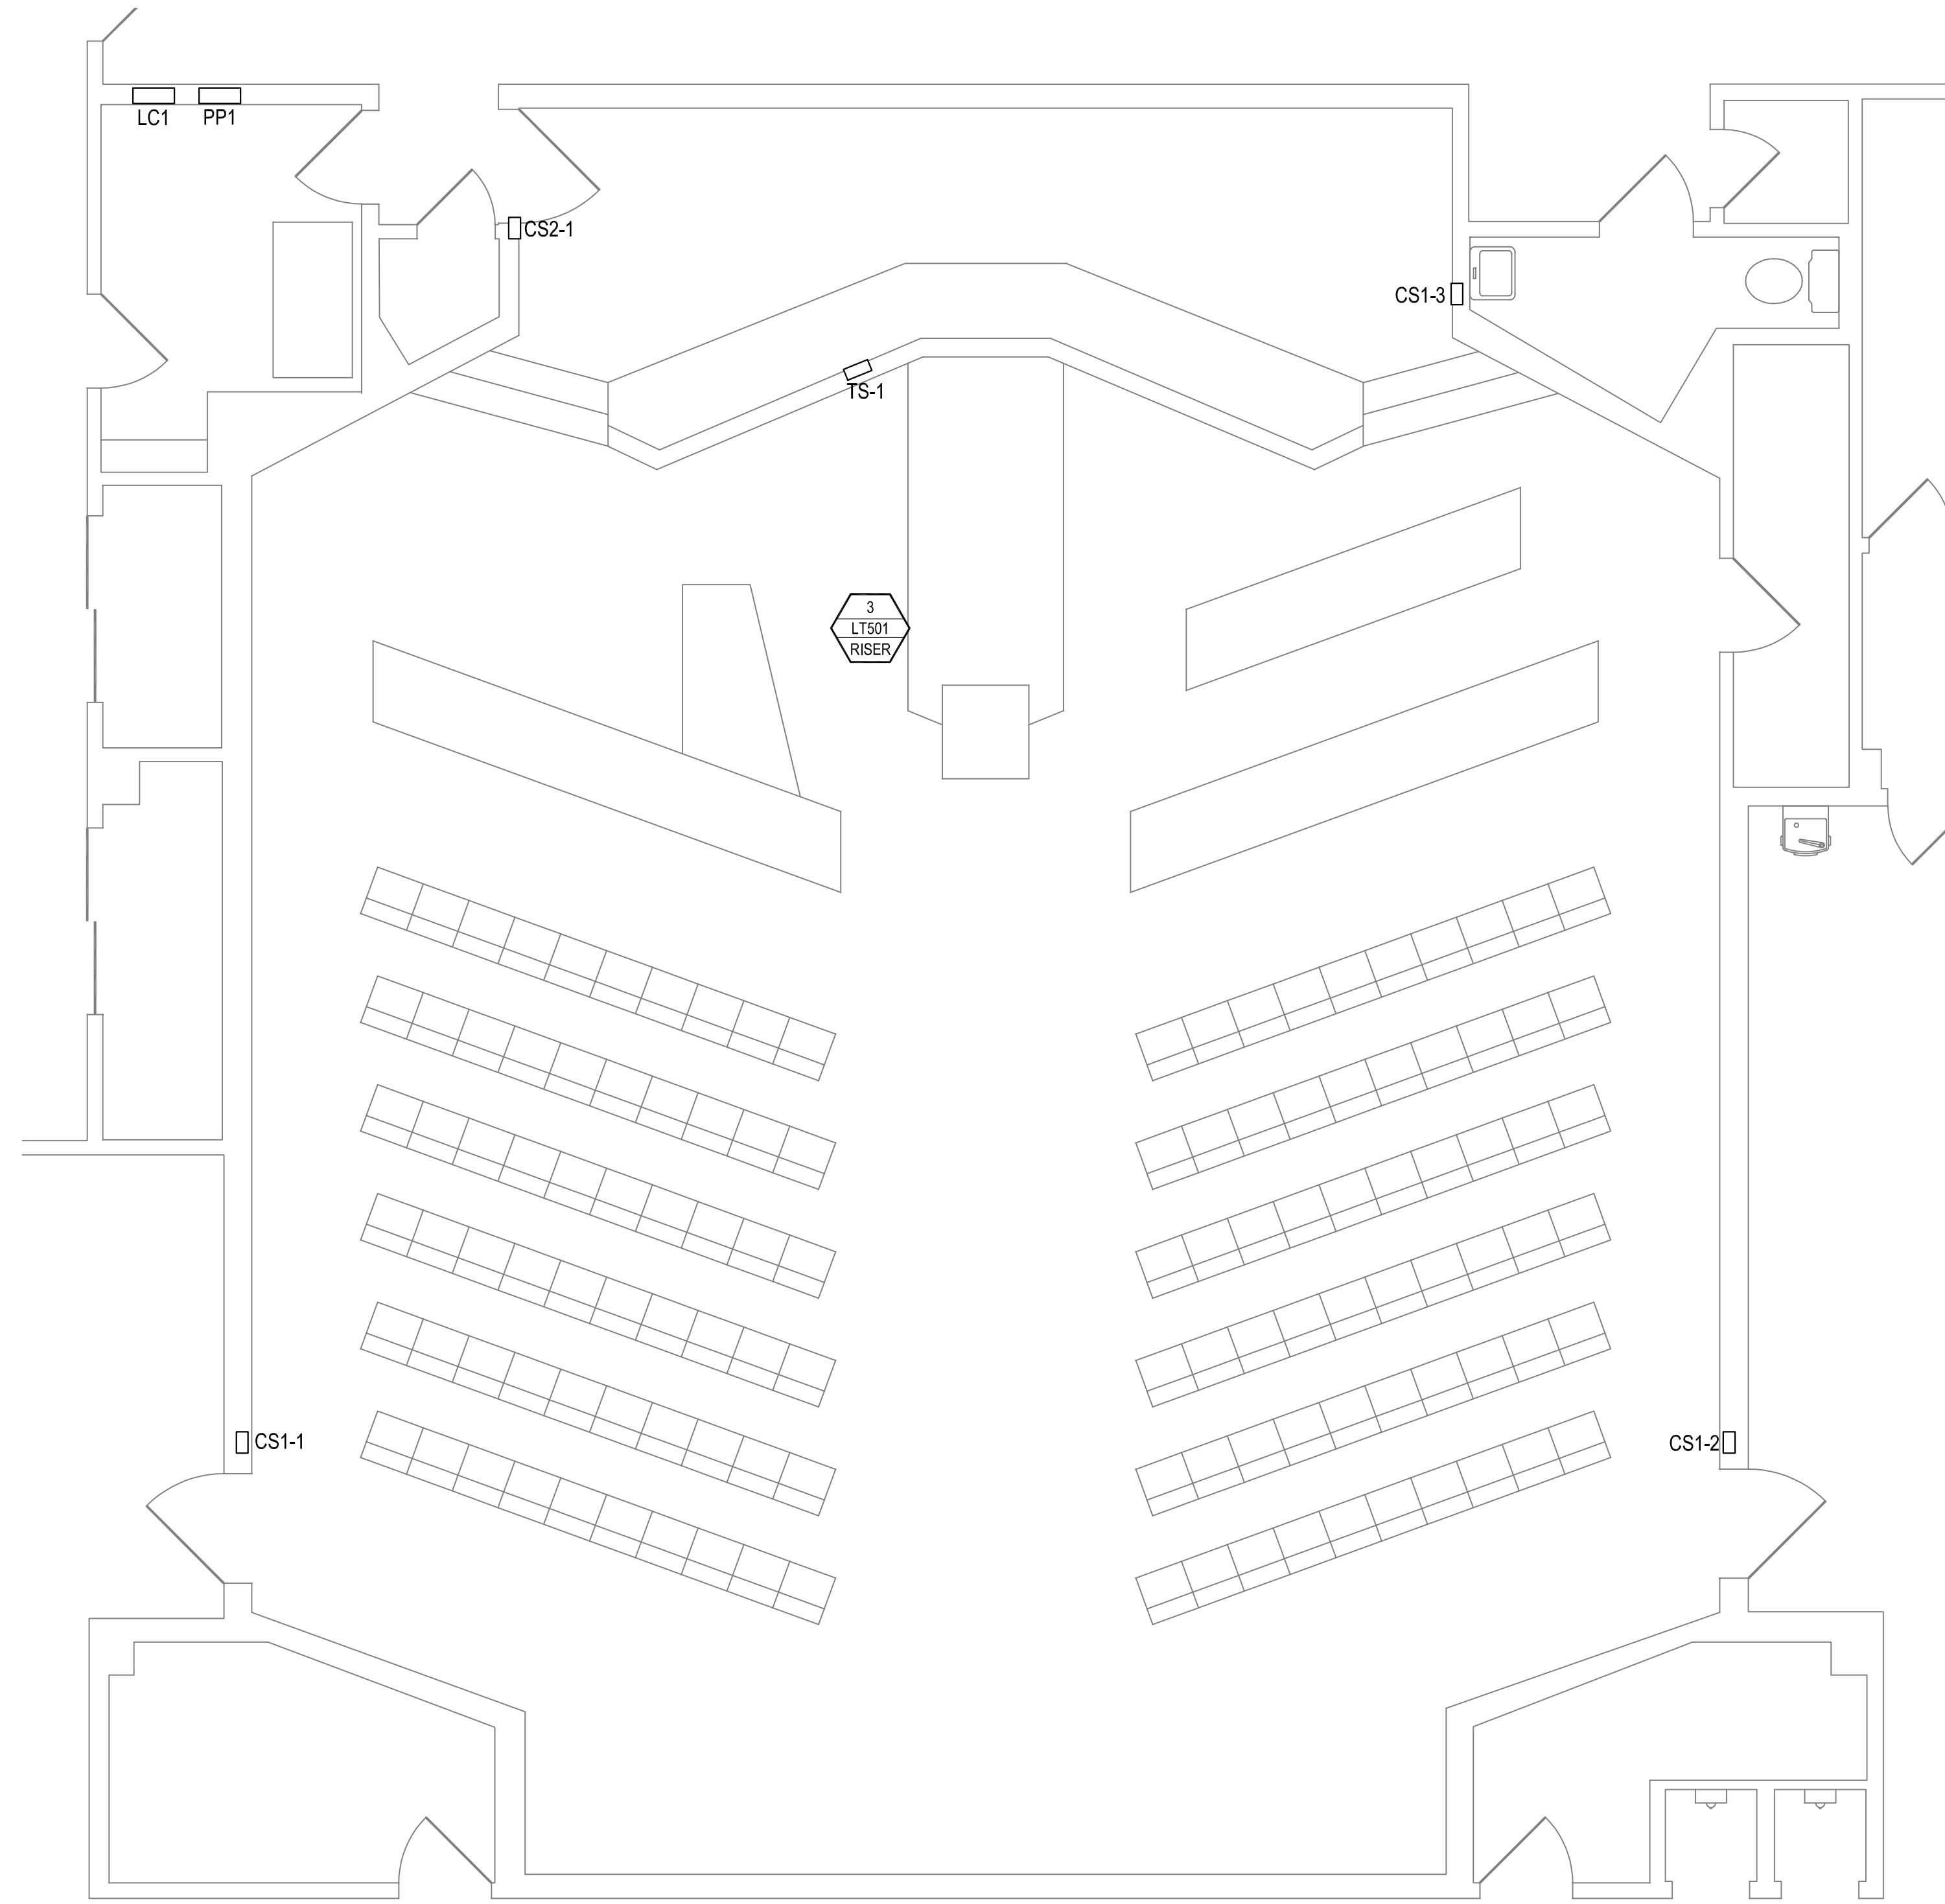 LC1
PP1
CS2-1
CS1-3
TS-1
3
LT501
RISER
CS1-1
CS1-2